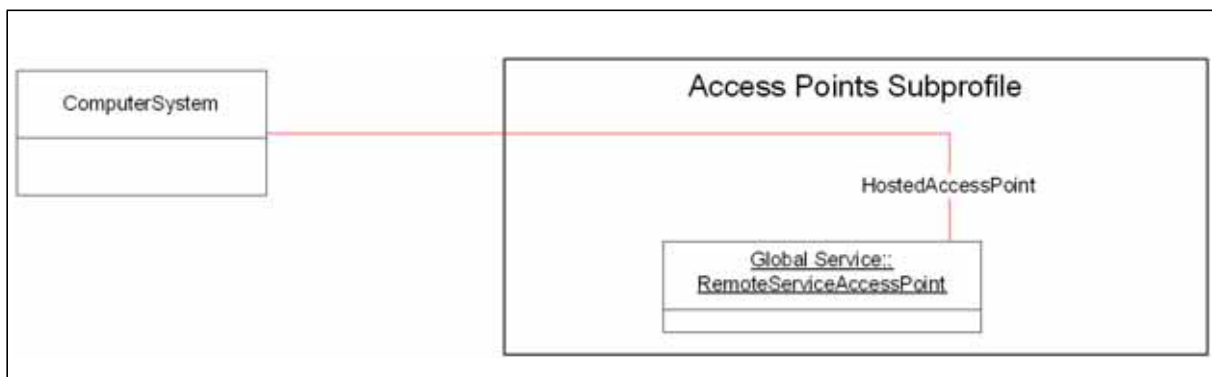 Access Points Subprofile
ComputerSystem
HostedAccessPoint
Global Service::
RemoteServiceAccessPoint